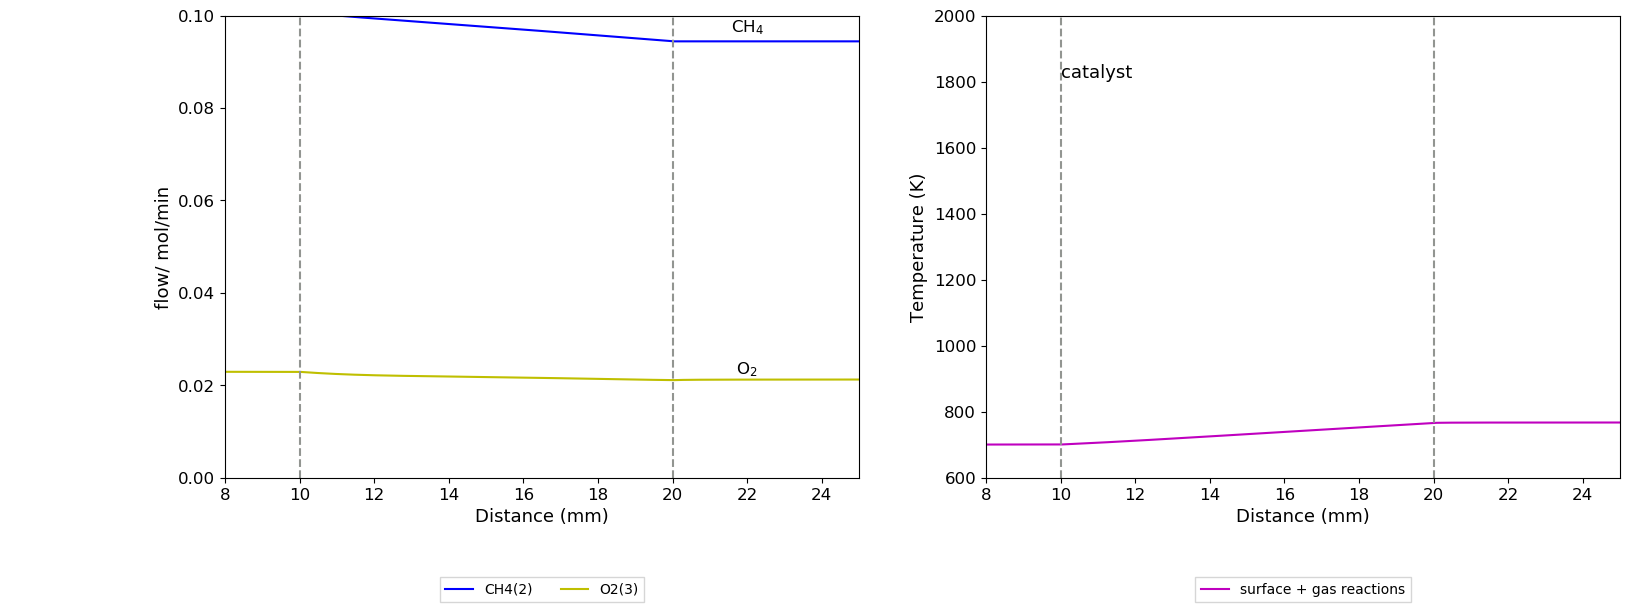 0.10
0.08
0.06
0.04
0.02
0.00
flow/ mol/min
CH₄
O₂
8 10 12 14 16 18 20 22 24
Distance (mm)
CH4(2) O2(3)
2000
1800
1600
1400
1200
1000
800
600
Temperature (K)
catalyst
8 10 12 14 16 18 20 22 24
Distance (mm)
surface + gas reactions